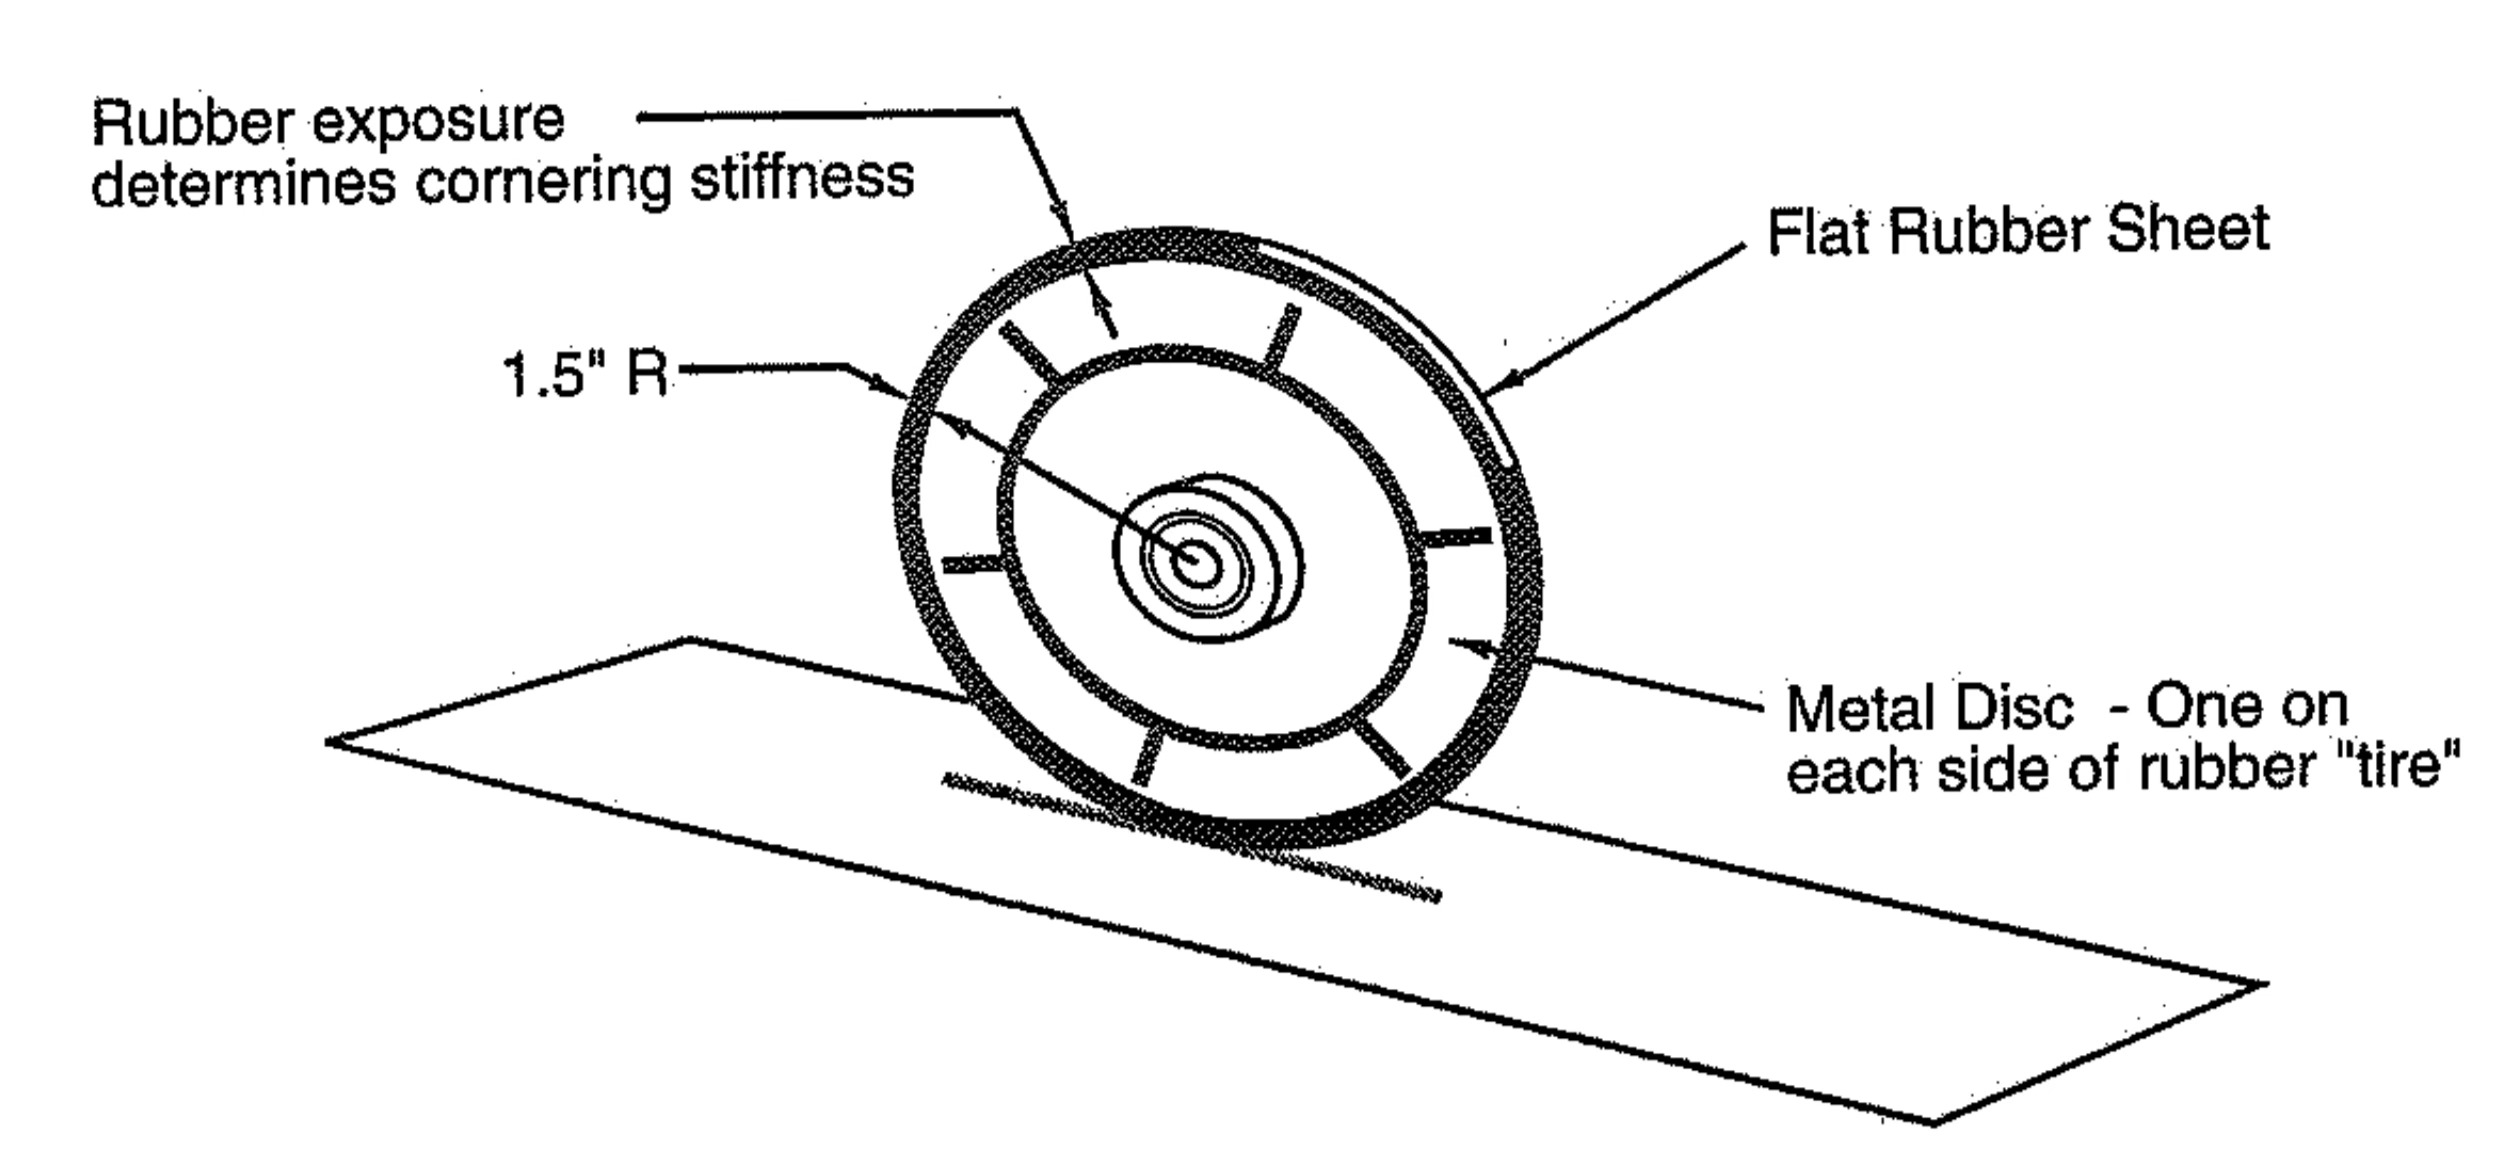 Rubber exposure
determines cornering stiffness
Flat Rubber Sheet
1.5" R
Metal Disc - One on
each side of rubber "tire"